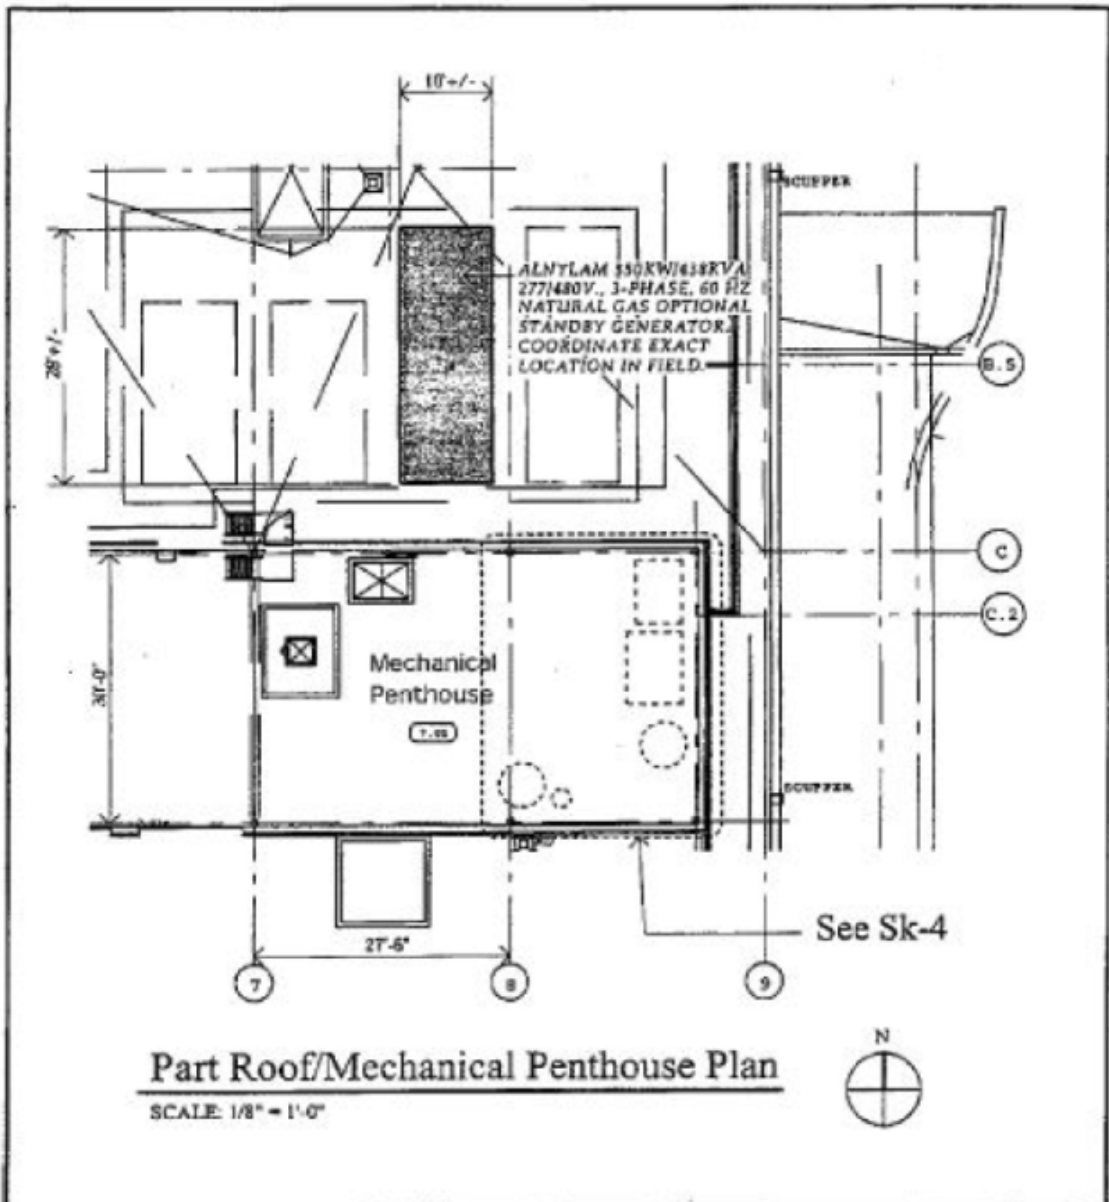 10'+/-
SCUPPER
ALNYLAM 550KW/438KVA
277/480V., 3-PHASE, 60 HZ
NATURAL GAS OPTIONAL
STANDBY GENERATOR.
COORDINATE EXACT
LOCATION IN FIELD.
28'+/-
B.5
C
C.2
30'-0"
Mechanical
Penthouse
SCUPPER
See Sk-4
27'-6"
7
8
9
Part Roof/Mechanical Penthouse Plan
N
SCALE: 1/8" = 1'-0"